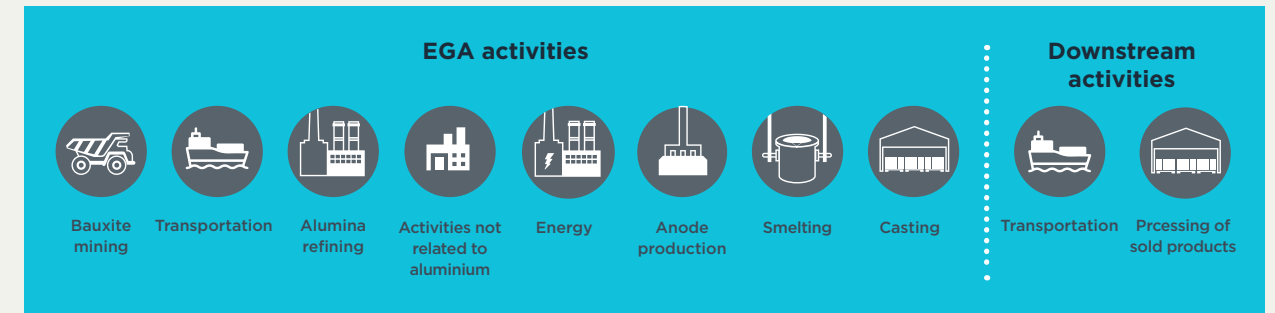 EGA activities
Downstream
activities
Bauxite
mining
Transportation
Alumina
refining
Activities not
related to
aluminium
Energy
Anode
production
Smelting
Casting
Transportation
Prcessing of
sold products